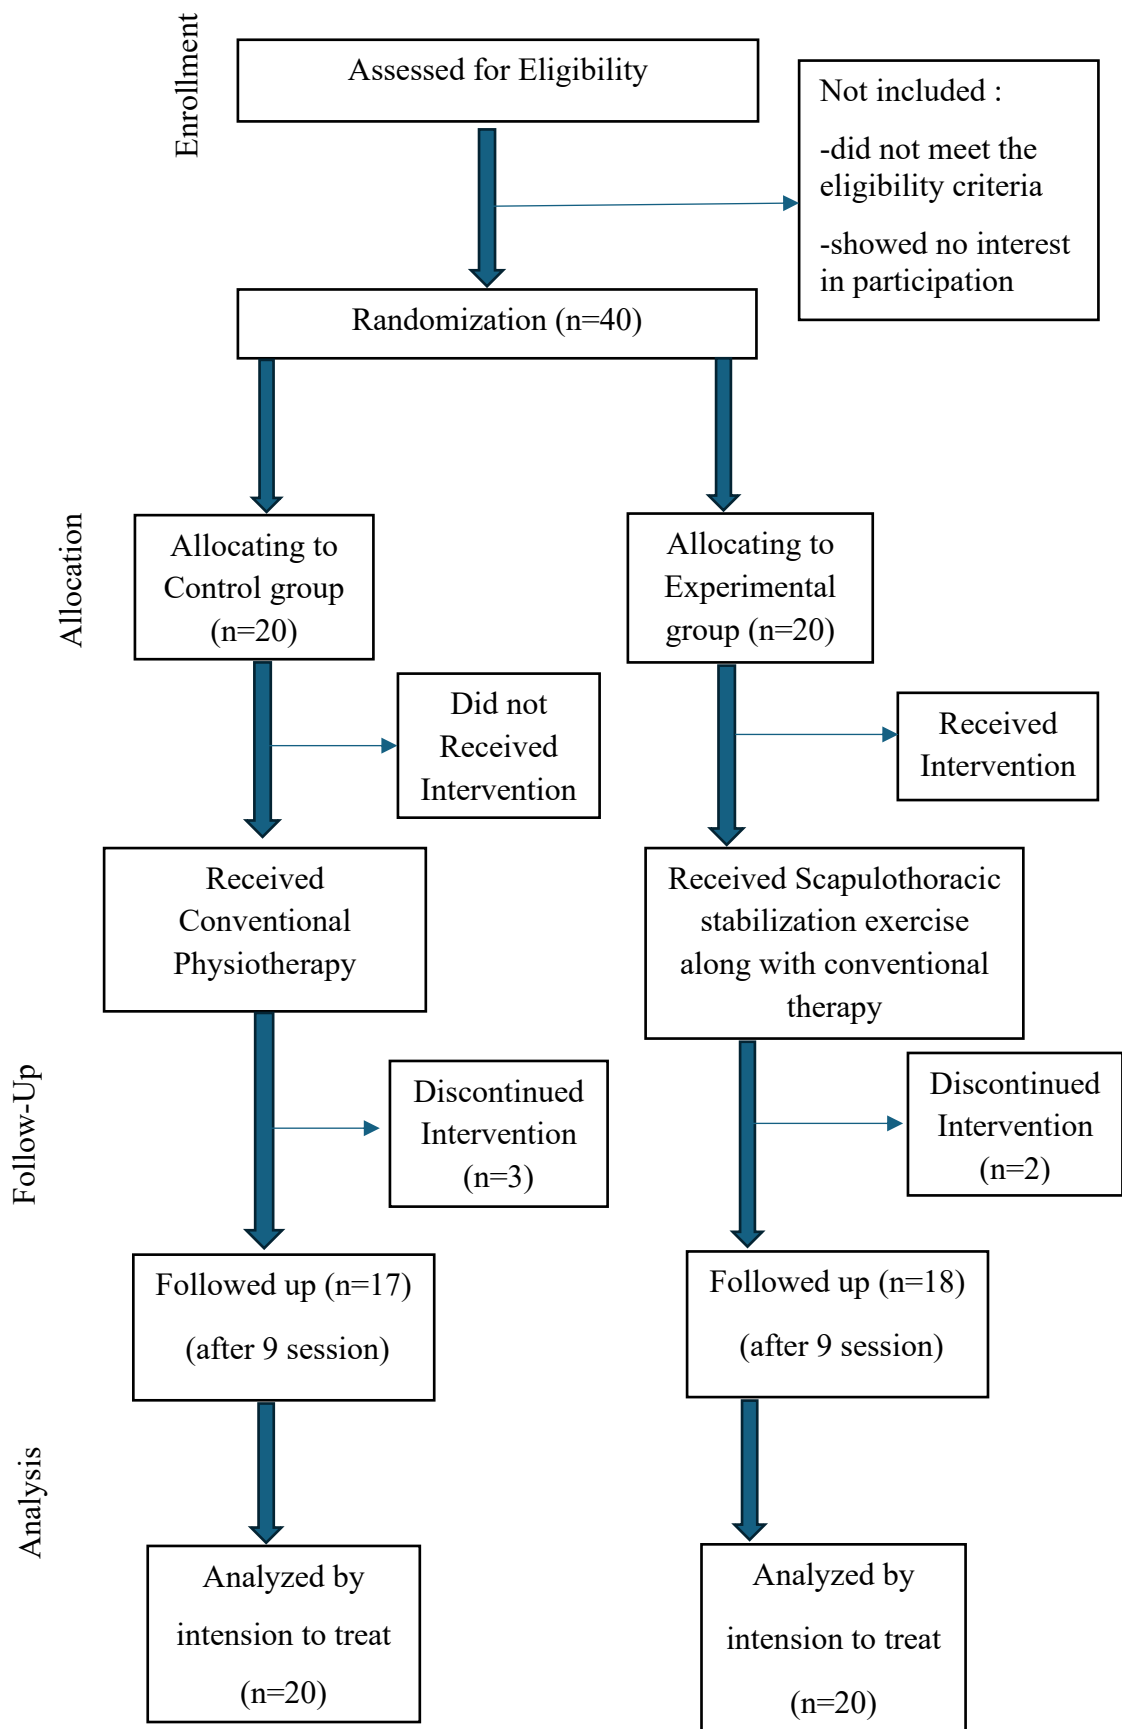 Enrollment
Assessed for Eligibility
Not included :
-did not meet the
eligibility criteria
-showed no interest
in participation
Randomization (n=40)
Allocation
Allocating to
Control group
(n=20)
Allocating to
Experimental
group (n=20)
Did not
Received
Intervention
Received
Intervention
Received
Conventional
Physiotherapy
Received Scapulothoracic
stabilization exercise
along with conventional
therapy
Follow-Up
Discontinued
Intervention
(n=3)
Discontinued
Intervention
(n=2)
Followed up (n=17)
(after 9 session)
Followed up (n=18)
(after 9 session)
Analysis
Analyzed by
intension to treat
(n=20)
Analyzed by
intension to treat
(n=20)